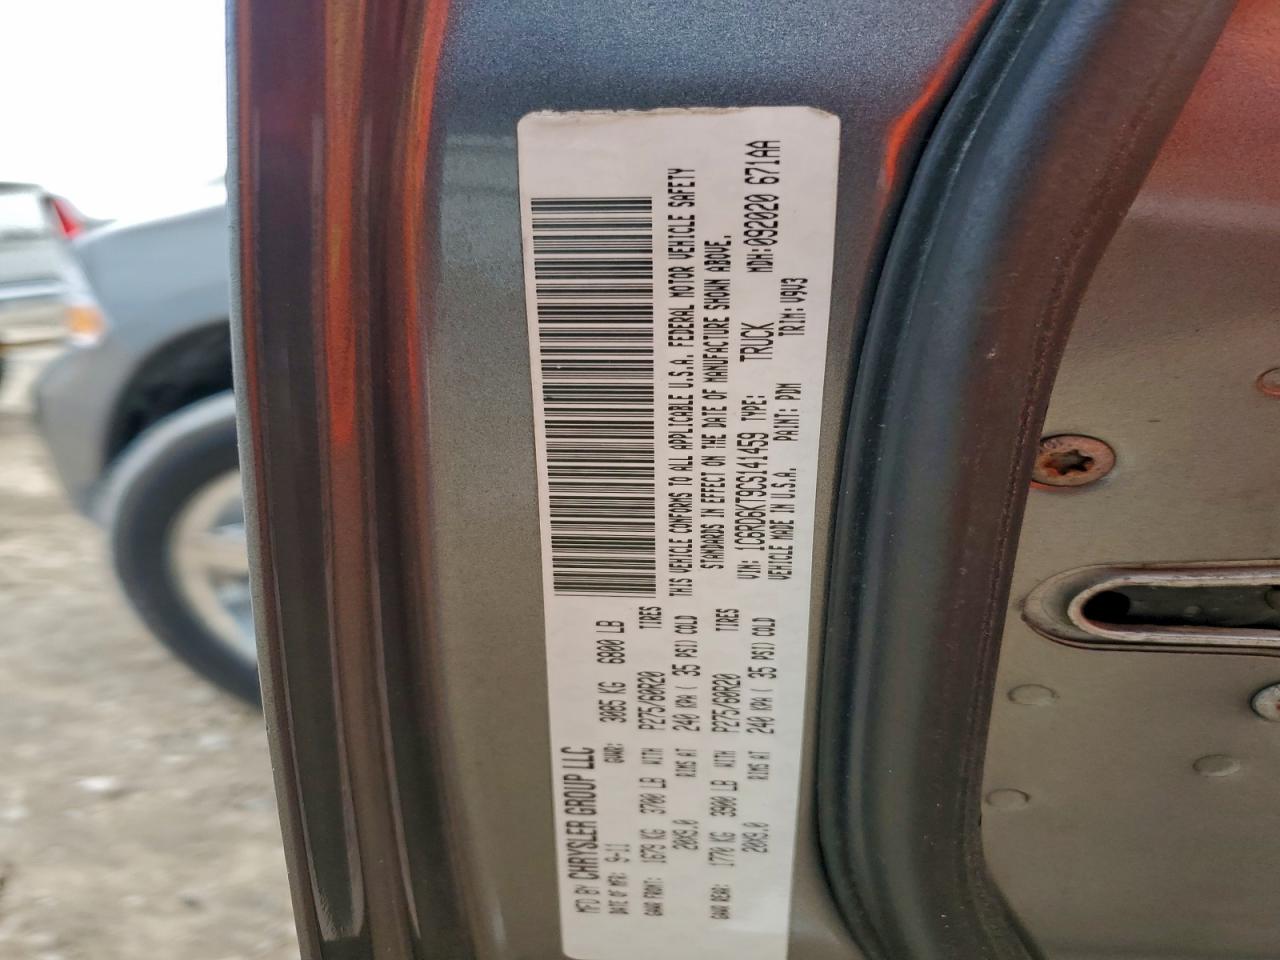 MFD BY CHRYSLER GROUP LLC
DATE OF MFD: 9-11 GVWR: 3085 KG 6800 LB
GAWR FRONT: 1679 KG 3700 LB WITH P275/60R20 TIRES
20X9.0 RIMS AT 240 KPA ( 35 PSI) COLD
GAWR REAR: 1770 KG 3900 LB WITH P275/60R20 TIRES
20X9.0 RIMS AT 240 KPA ( 35 PSI) COLD
THIS VEHICLE CONFORMS TO ALL APPLICABLE U.S.A. FEDERAL MOTOR VEHICLE SAFETY
STANDARDS IN EFFECT ON THE DATE OF MANUFACTURE SHOWN ABOVE.
VIN: 1C6RD6KT9CS141459 TYPE: TRUCK MDH:092020 671AA
VEHICLE MADE IN U.S.A. PAINT: PDM TRIM: V9V3